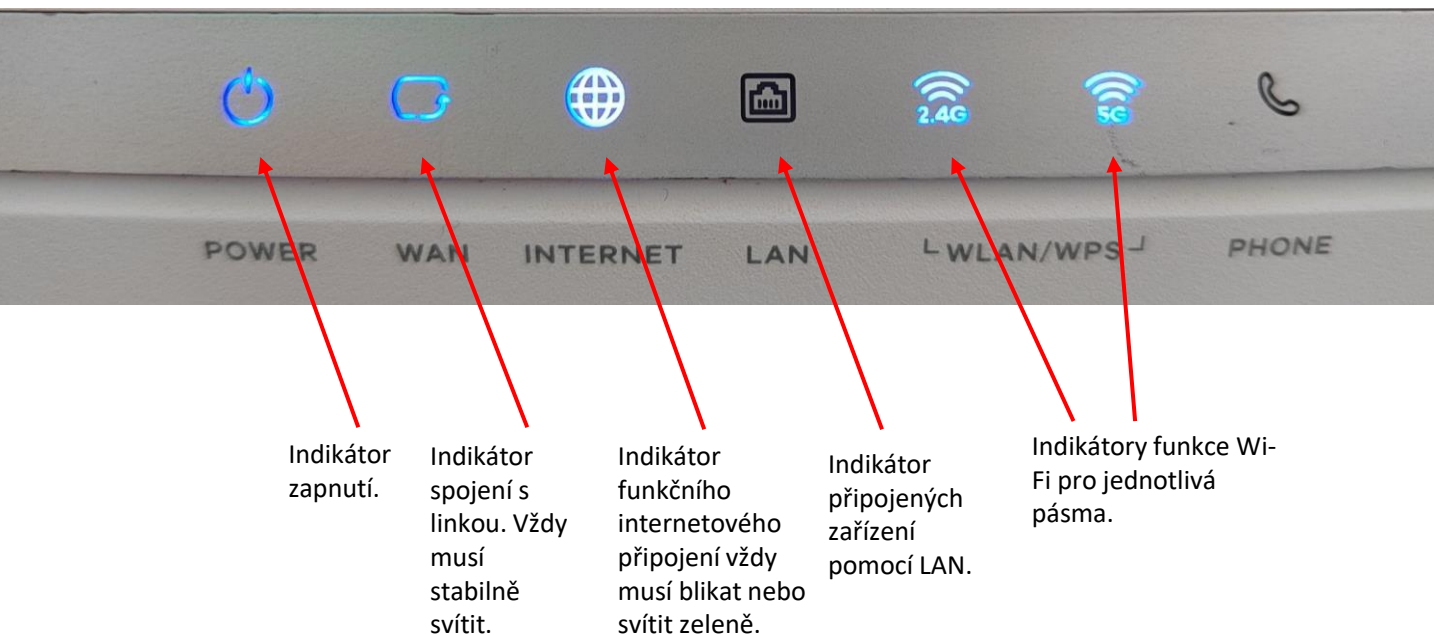 2.4G
5G
POWER
WAN
INTERNET
LAN
WLAN/WPS
PHONE
Indikátor
zapnutí.
Indikátor
spojení s
linkou. Vždy
musí
stabilně
svítit.
Indikátor
funkčního
internetového
připojení vždy
musí blikat nebo
svítit zeleně.
Indikátor
připojených
zařízení
pomocí LAN.
Indikátory funkce Wi-
Fi pro jednotlivá
pásma.